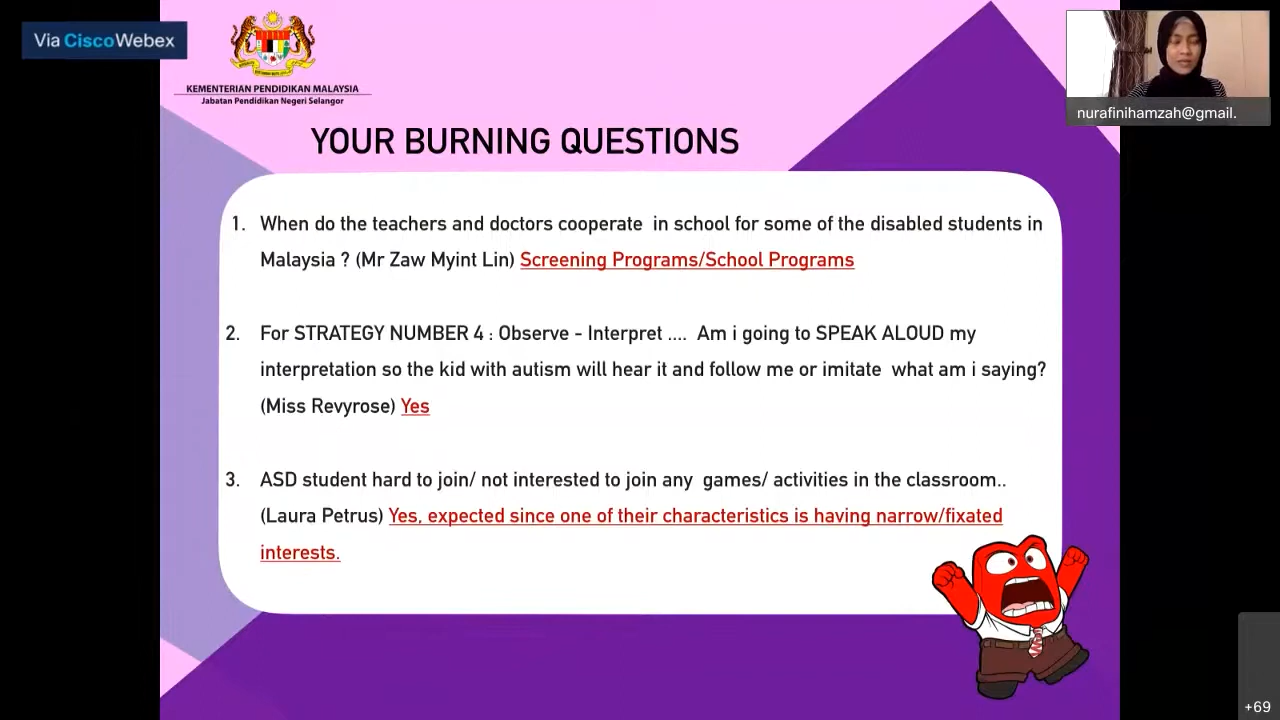 Via Cisco Webex
KEMENTERIAN PENDIDIKAN MALAYSIA
Jabatan Pendidikan Negeri Selangor
nurafinihamzah@gmail.
YOUR BURNING QUESTIONS
1. When do the teachers and doctors cooperate in school for some of the disabled students in
Malaysia ? (Mr Zaw Myint Lin) Screening Programs/School Programs
2. For STRATEGY NUMBER 4 : Observe - Interpret .... Am i going to SPEAK ALOUD my
interpretation so the kid with autism will hear it and follow me or imitate what am i saying?
(Miss Revyrose) Yes
3. ASD student hard to join/ not interested to join any games/ activities in the classroom..
(Laura Petrus) Yes, expected since one of their characteristics is having narrow/fixated
interests.
+69